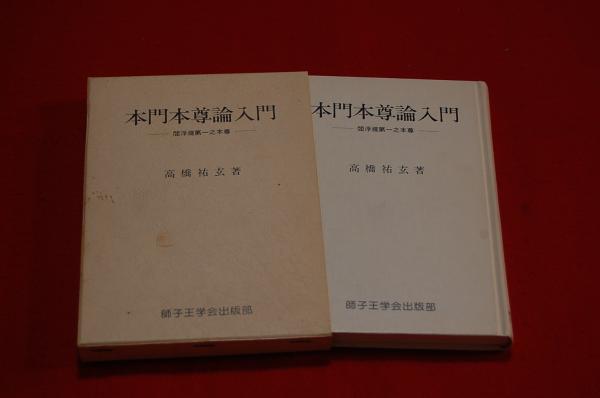 本門本尊論入門
閻浮提第一之本尊
高橋祐玄著
師子王学会出版部
本門本尊論入門
閻浮提第一之本尊
高橋祐玄著
師子王学会出版部